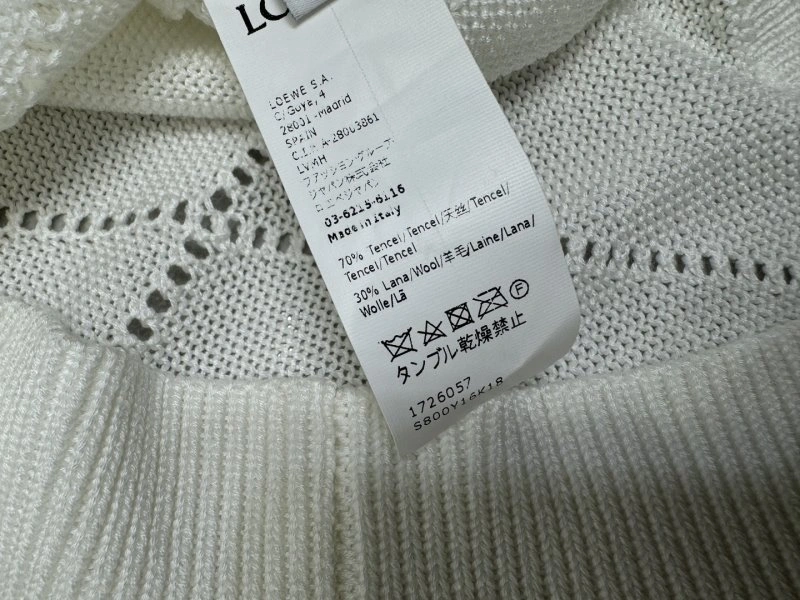 LOEWE S.A.
C/Goya, 4
28001-Madrid
SPAIN
C.I.F. A-28003861
LVMH
ファッション・グループ・
ジャパン株式会社
ロエベジャパン
03-6215-6116
Made in Italy
70% Tencel/Tencel/天丝/Tencel/
Tencel/Tencel
30% Lana/Wool/羊毛/Laine/Lana/
Wolle/Lã
F
タンブル乾燥禁止
1726057
S800Y16K18